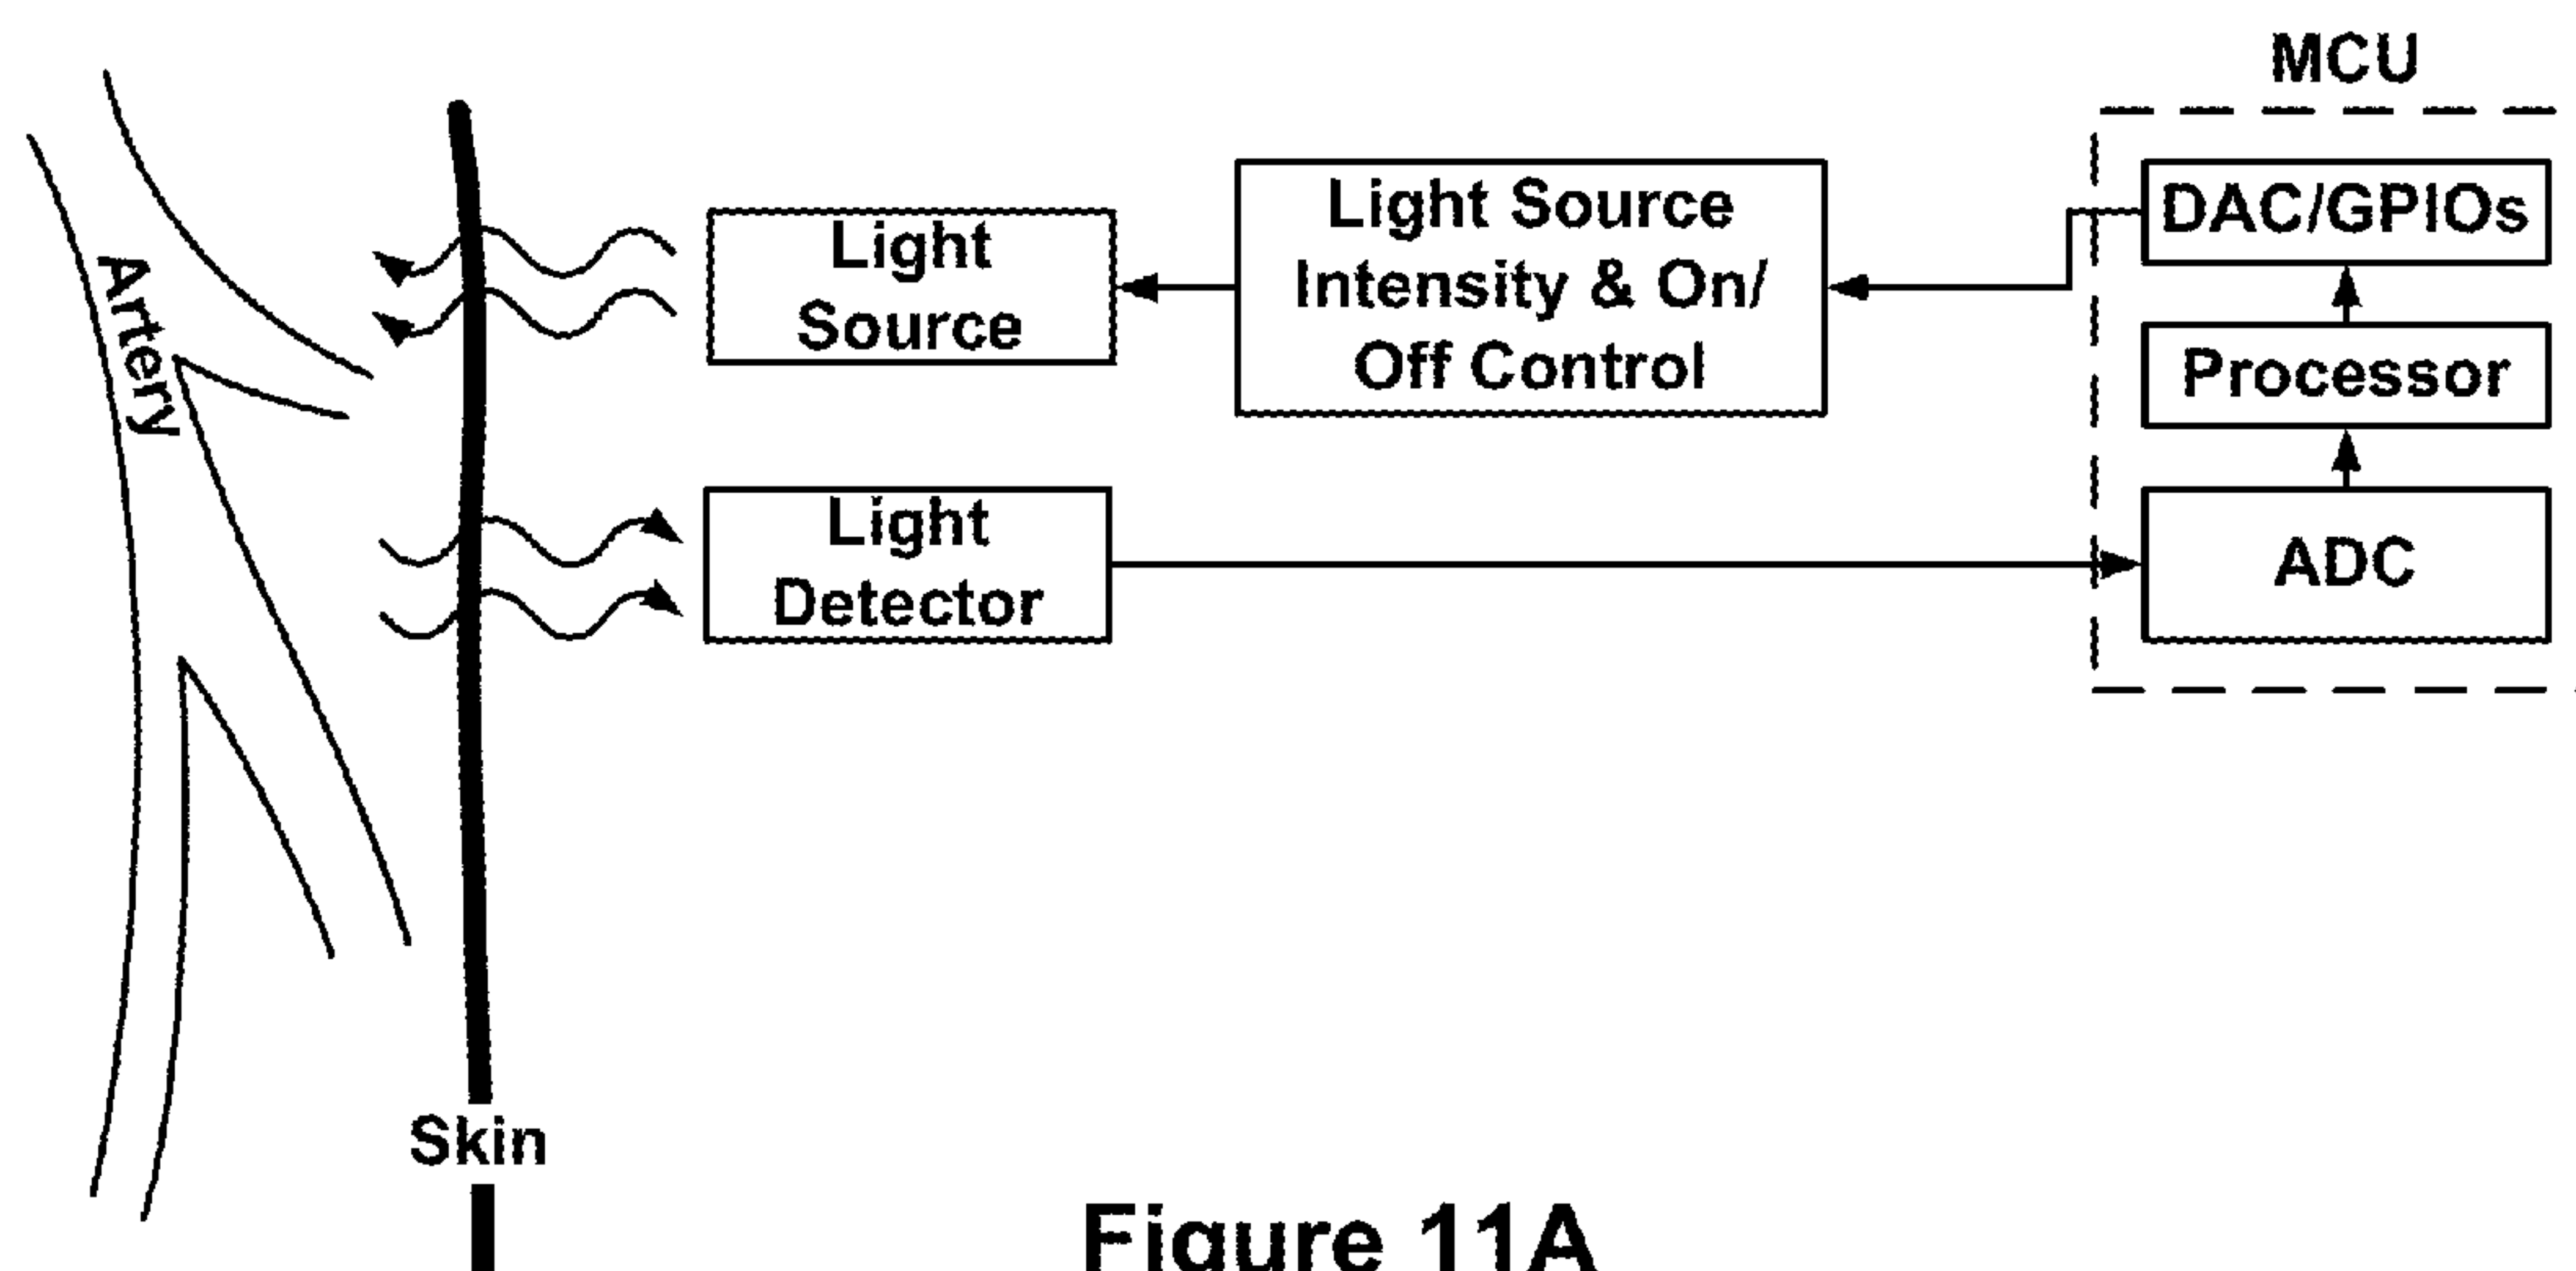 MCU
Artery
Light
Source
Light Source
Intensity & On/
Off Control
DAC/GPIOs
Processor
Light
Detector
ADC
Skin
Figure 11A